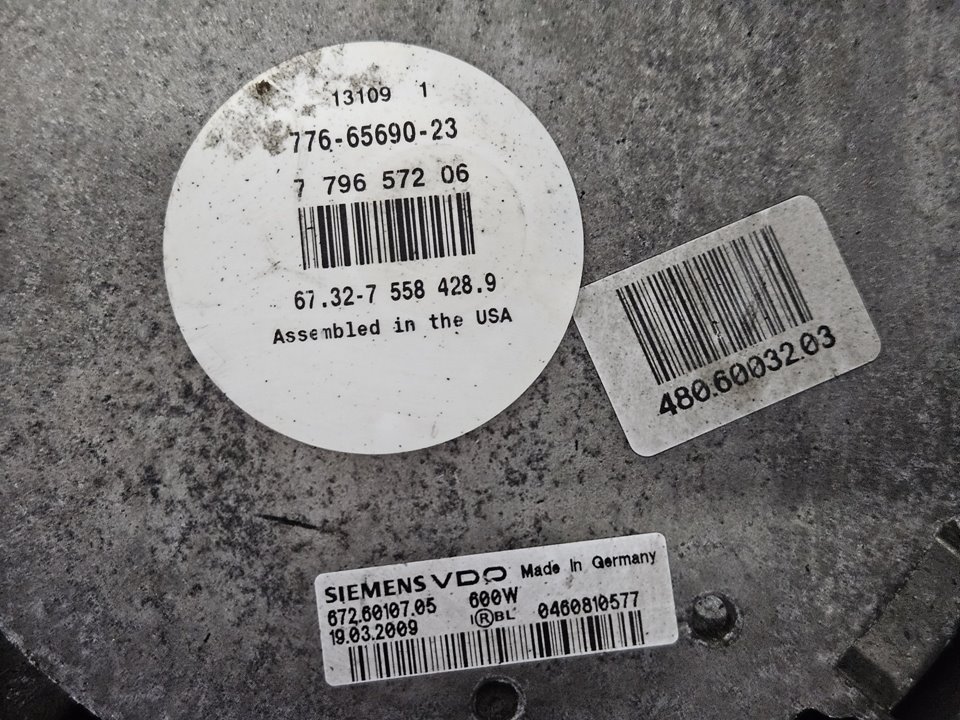 13109 1
776-65690-23
7 796 572 06
67.32-7 558 428.9
Assembled in the USA
480.6003203
SIEMENS VDO Made In Germany
672.60107.05 600W
19.03.2009 I®BL 0460810577